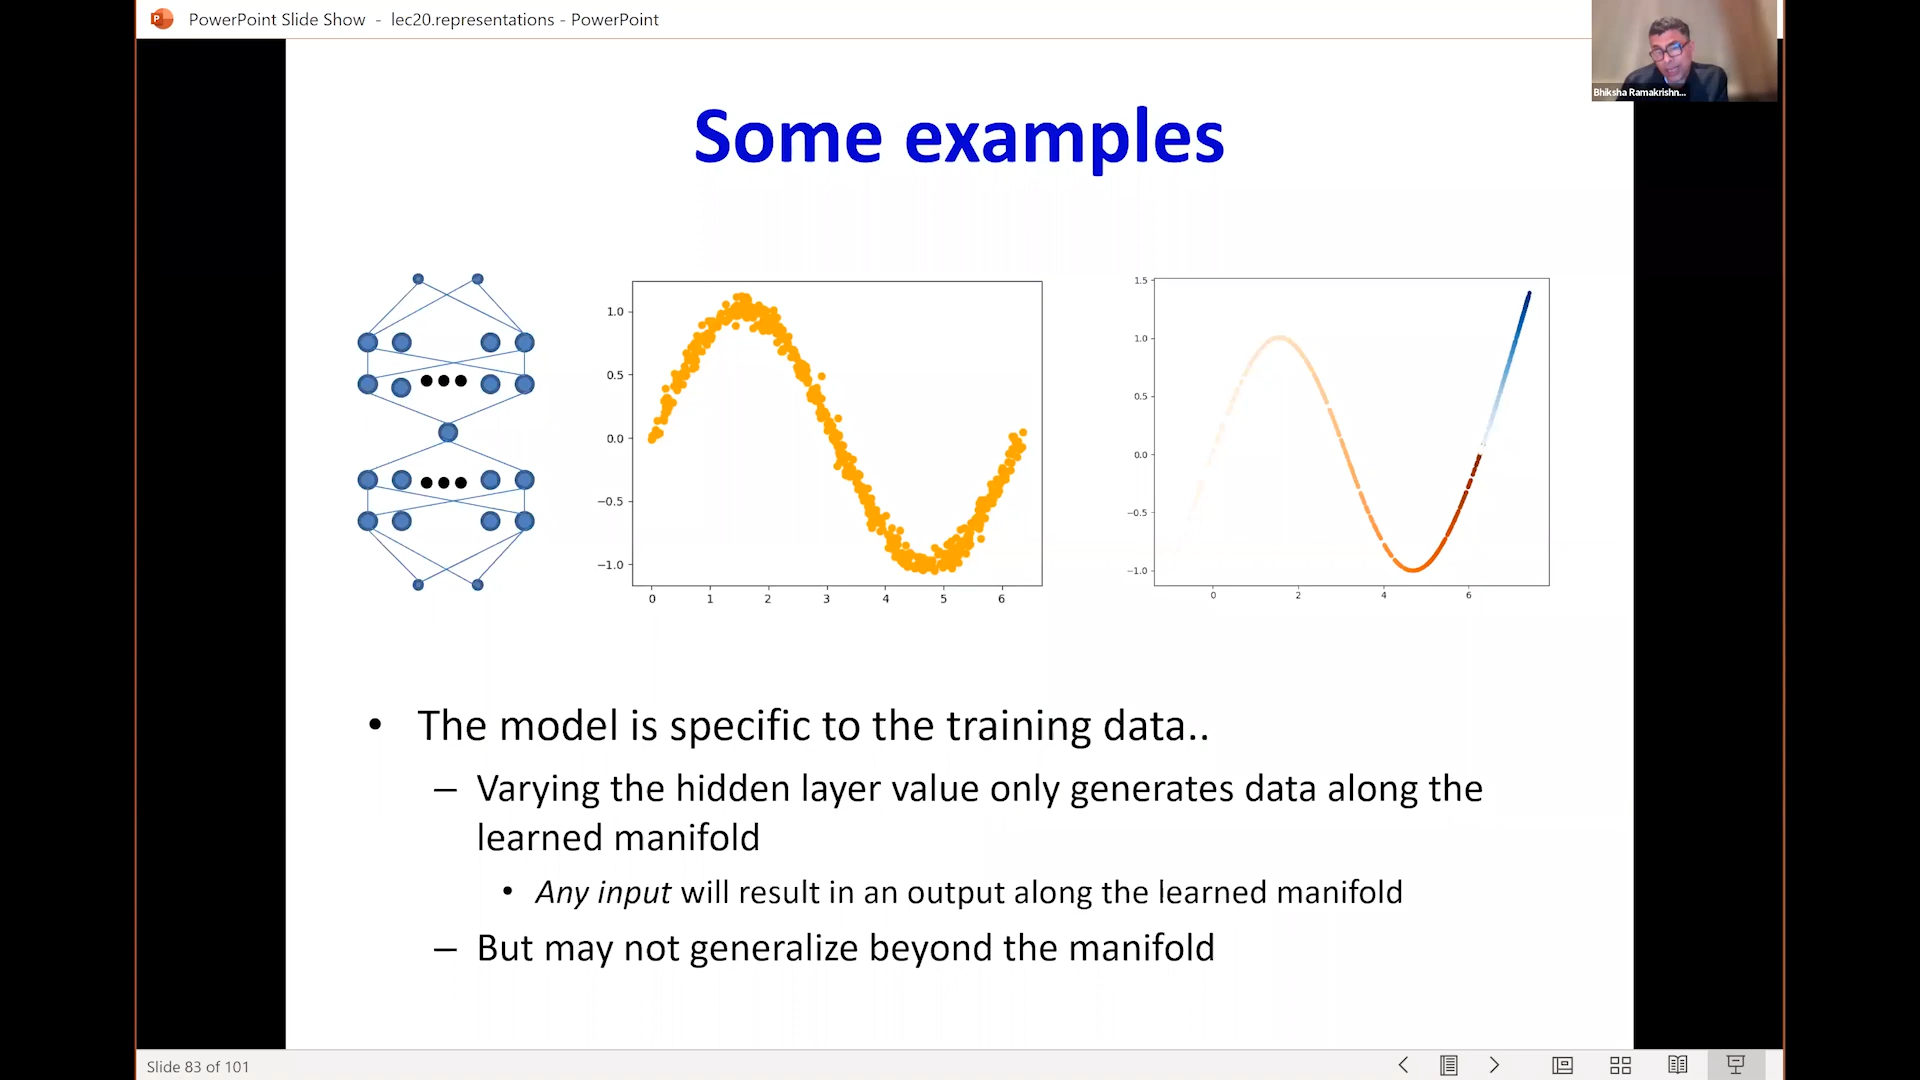 PowerPoint Slide Show - lec20.representations - PowerPoint
Bhiksha Ramakrishn...
Some examples
1.0
0.5
0.0
−0.5
−1.0
0 1 2 3 4 5 6
1.5
1.0
0.5
0.0
−0.5
−1.0
0 2 4 6
• The model is specific to the training data..
– Varying the hidden layer value only generates data along the
learned manifold
• Any input will result in an output along the learned manifold
– But may not generalize beyond the manifold
Slide 83 of 101